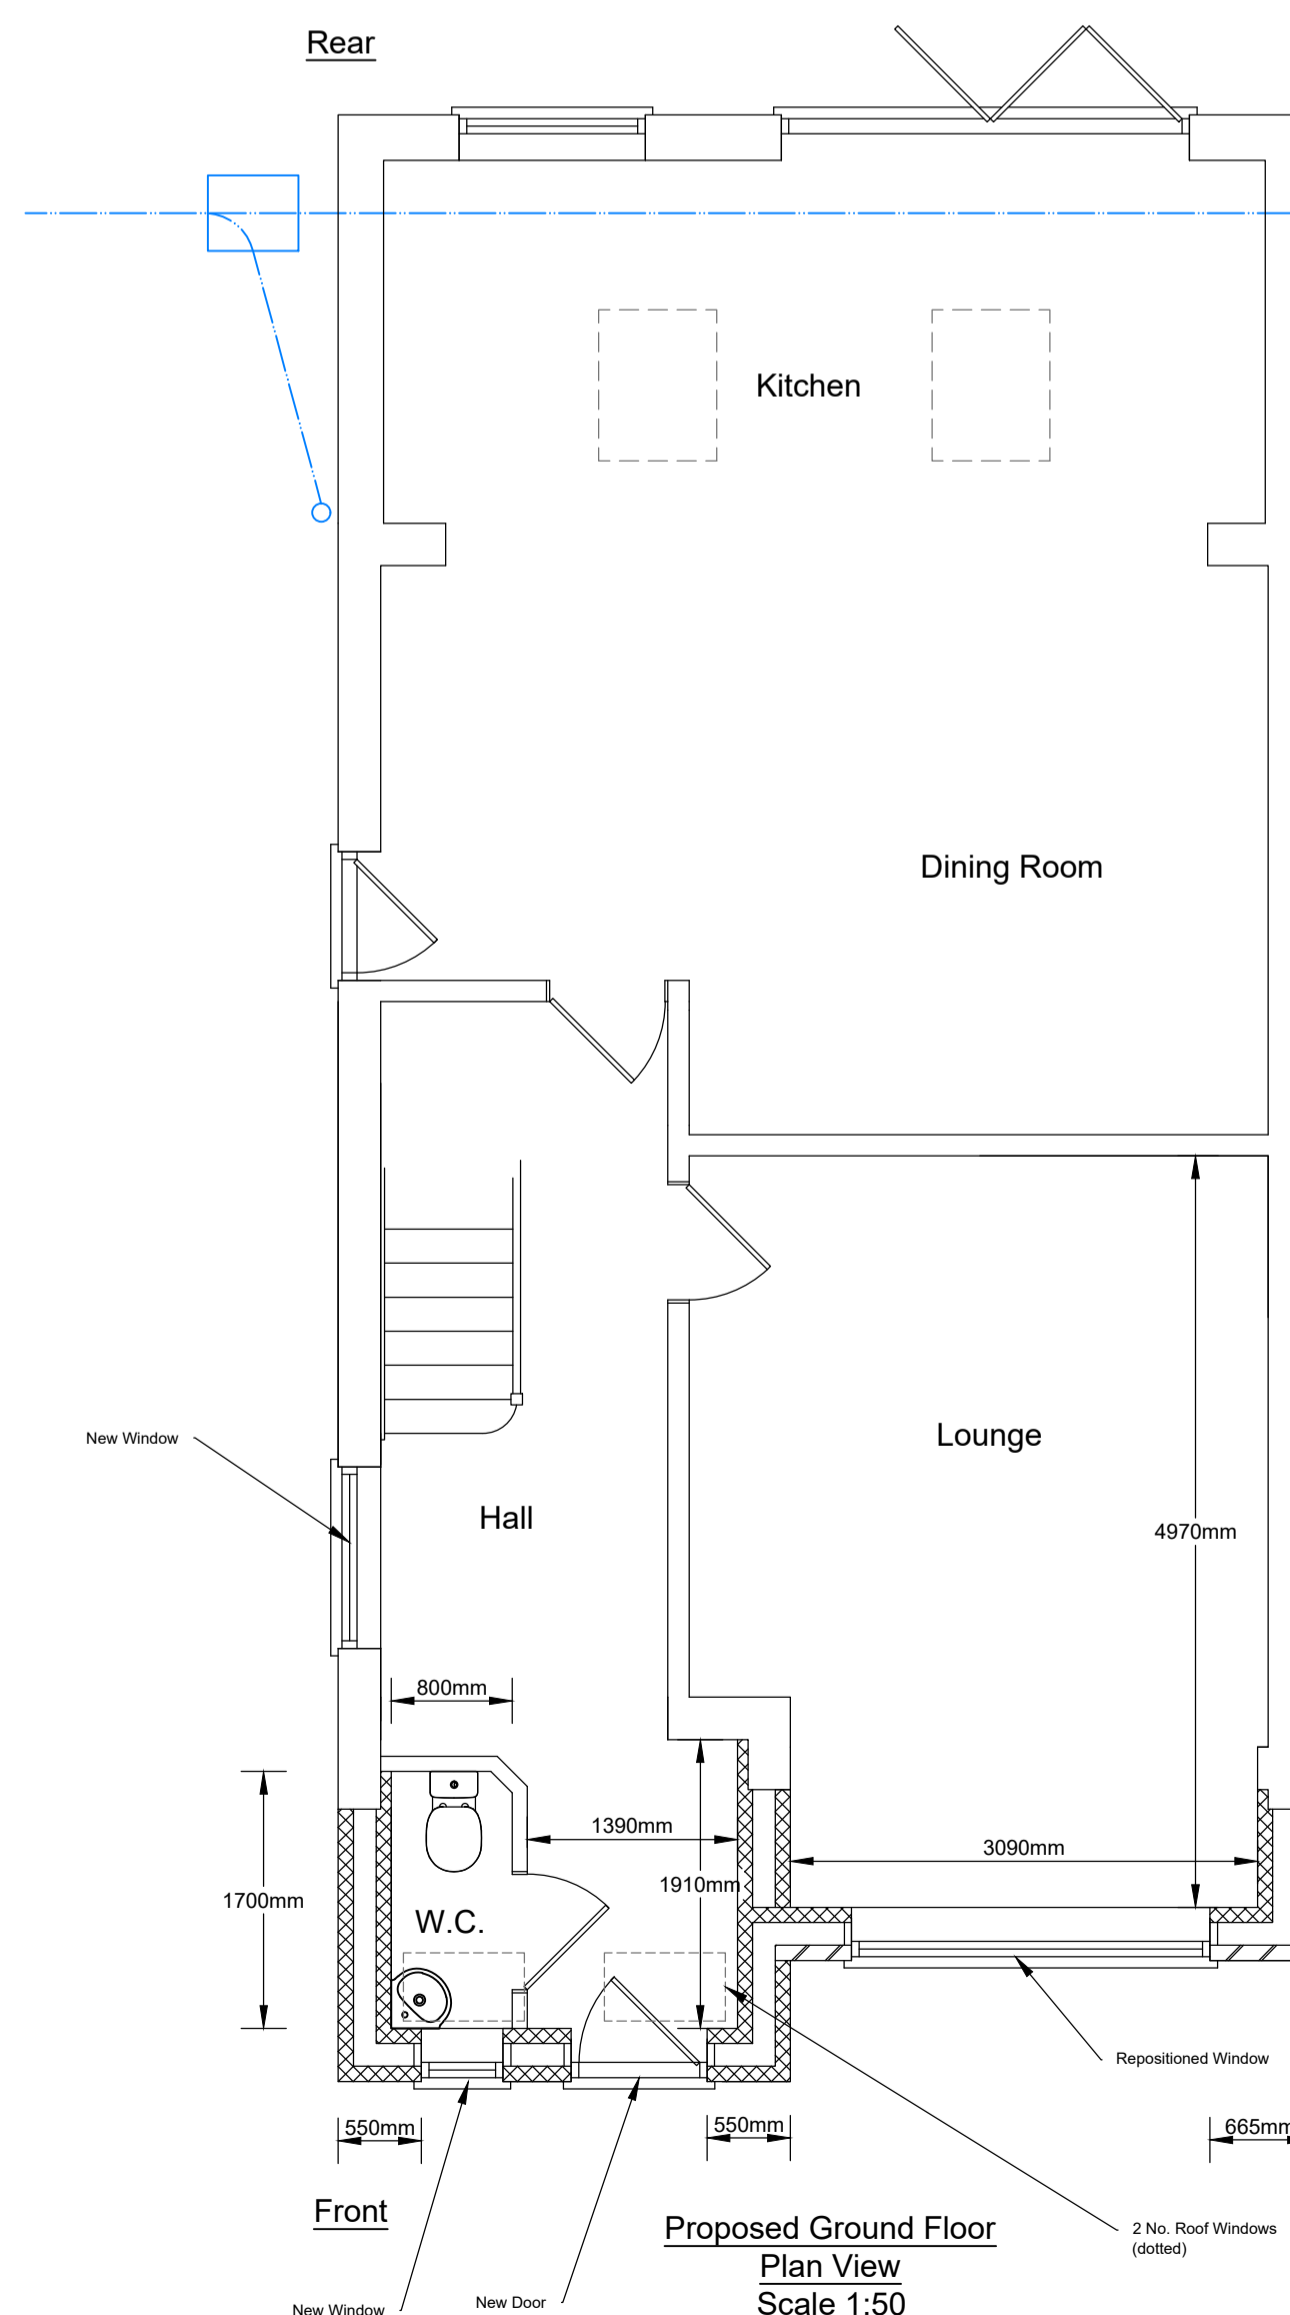 Rear
Kitchen
Dining Room
New Window
Lounge
Hall
4970mm
800mm
1390mm
3090mm
1910mm
1700mm
W.C.
Repositioned Window
550mm
550mm
665mm
Front
Proposed Ground Floor
Plan View
Scale 1:50
2 No. Roof Windows
(dotted)
New Door
New Window